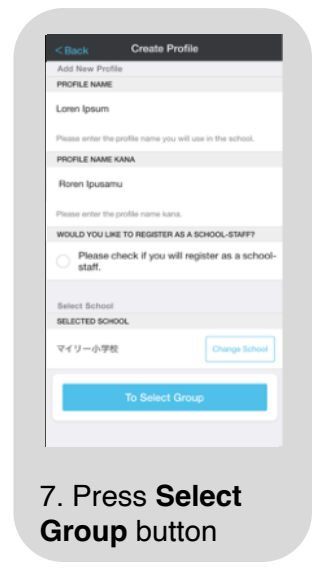 <Back Create Profile
Add New Profile
PROFILE NAME
Loren Ipsum
Please enter the profile name you will use in the school.
PROFILE NAME KANA
Roren Ipusamu
Please enter the profile name kana.
WOULD YOU LIKE TO REGISTER AS A SCHOOL-STAFF?
Please check if you will register as a school-
staff.
Select School
SELECTED SCHOOL
マイリー小学校 Change School
To Select Group
7. Press Select
Group button